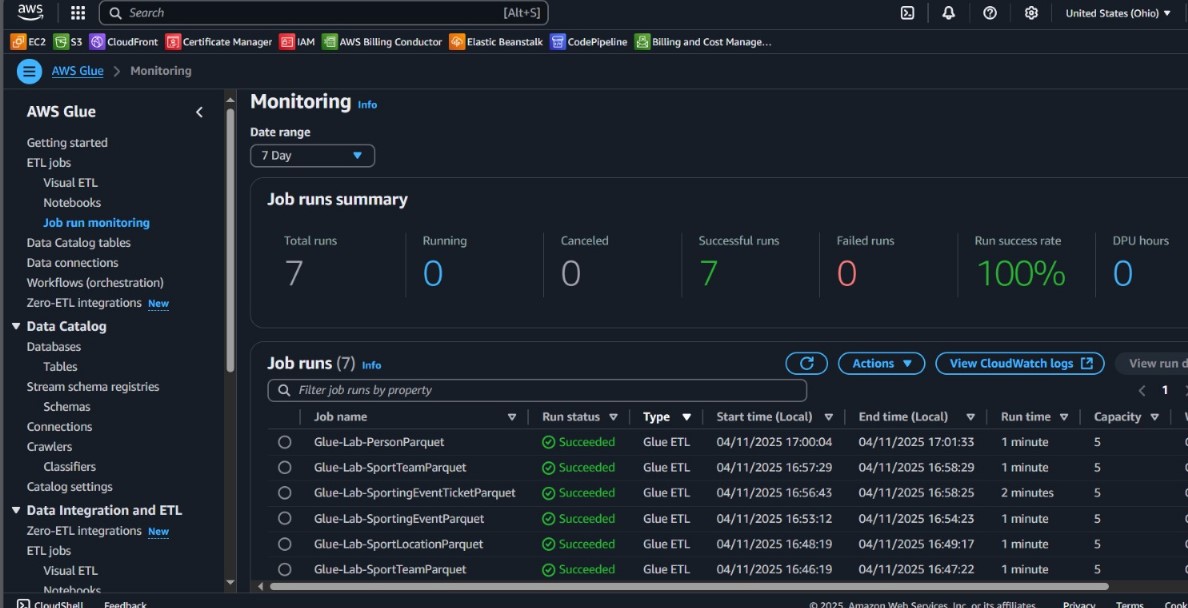 aws Search [Alt+S] United States (Ohio)
EC2 S3 CloudFront Certificate Manager IAM AWS Billing Conductor Elastic Beanstalk CodePipeline Billing and Cost Manage...
AWS Glue > Monitoring
AWS Glue
Getting started
ETL jobs
Visual ETL
Notebooks
Job run monitoring
Data Catalog tables
Data connections
Workflows (orchestration)
Zero-ETL integrations New
Data Catalog
Databases
Tables
Stream schema registries
Schemas
Connections
Crawlers
Classifiers
Catalog settings
Data Integration and ETL
Zero-ETL integrations New
ETL jobs
Visual ETL
Notebooks
Monitoring Info
Date range
7 Day
Job runs summary
Total runs Running Canceled Successful runs Failed runs Run success rate DPU hours
7 0 0 7 0 100% 0
Job runs (7) Info Actions View CloudWatch logs View run d
Filter job runs by property 1
Job name Run status Type Start time (Local) End time (Local) Run time Capacity
Glue-Lab-PersonParquet Succeeded Glue ETL 04/11/2025 17:00:04 04/11/2025 17:01:33 1 minute 5
Glue-Lab-SportTeamParquet Succeeded Glue ETL 04/11/2025 16:57:29 04/11/2025 16:58:29 1 minute 5
Glue-Lab-SportingEventTicketParquet Succeeded Glue ETL 04/11/2025 16:56:43 04/11/2025 16:58:25 2 minutes 5
Glue-Lab-SportingEventParquet Succeeded Glue ETL 04/11/2025 16:53:12 04/11/2025 16:54:23 1 minute 5
Glue-Lab-SportLocationParquet Succeeded Glue ETL 04/11/2025 16:48:19 04/11/2025 16:49:17 1 minute 5
Glue-Lab-SportTeamParquet Succeeded Glue ETL 04/11/2025 16:46:19 04/11/2025 16:47:22 1 minute 5
CloudShell Feedback © 2025, Amazon Web Services, Inc. or its affiliates. Privacy Terms Cook